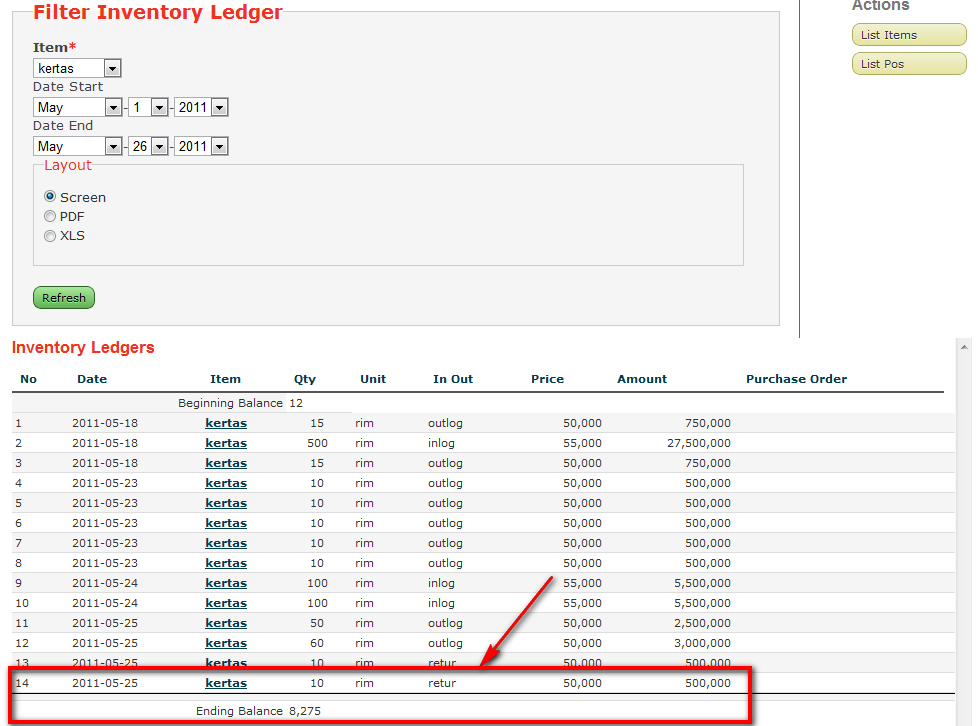 Filter Inventory Ledger
Item*
kertas
Date Start
May - 1 - 2011
Date End
May - 26 - 2011
Layout
Screen
PDF
XLS
Refresh
Actions
List Items
List Pos
Inventory Ledgers
No Date Item Qty Unit In Out Price Amount Purchase Order
Beginning Balance 12
1 2011-05-18 kertas 15 rim outlog 50,000 750,000
2 2011-05-18 kertas 500 rim inlog 55,000 27,500,000
3 2011-05-18 kertas 15 rim outlog 50,000 750,000
4 2011-05-23 kertas 10 rim outlog 50,000 500,000
5 2011-05-23 kertas 10 rim outlog 50,000 500,000
6 2011-05-23 kertas 10 rim outlog 50,000 500,000
7 2011-05-23 kertas 10 rim outlog 50,000 500,000
8 2011-05-23 kertas 10 rim outlog 50,000 500,000
9 2011-05-24 kertas 100 rim inlog 55,000 5,500,000
10 2011-05-24 kertas 100 rim inlog 55,000 5,500,000
11 2011-05-25 kertas 50 rim outlog 50,000 2,500,000
12 2011-05-25 kertas 60 rim outlog 50,000 3,000,000
13 2011-05-25 kertas 10 rim retur 50,000 500,000
14 2011-05-25 kertas 10 rim retur 50,000 500,000
Ending Balance 8,275